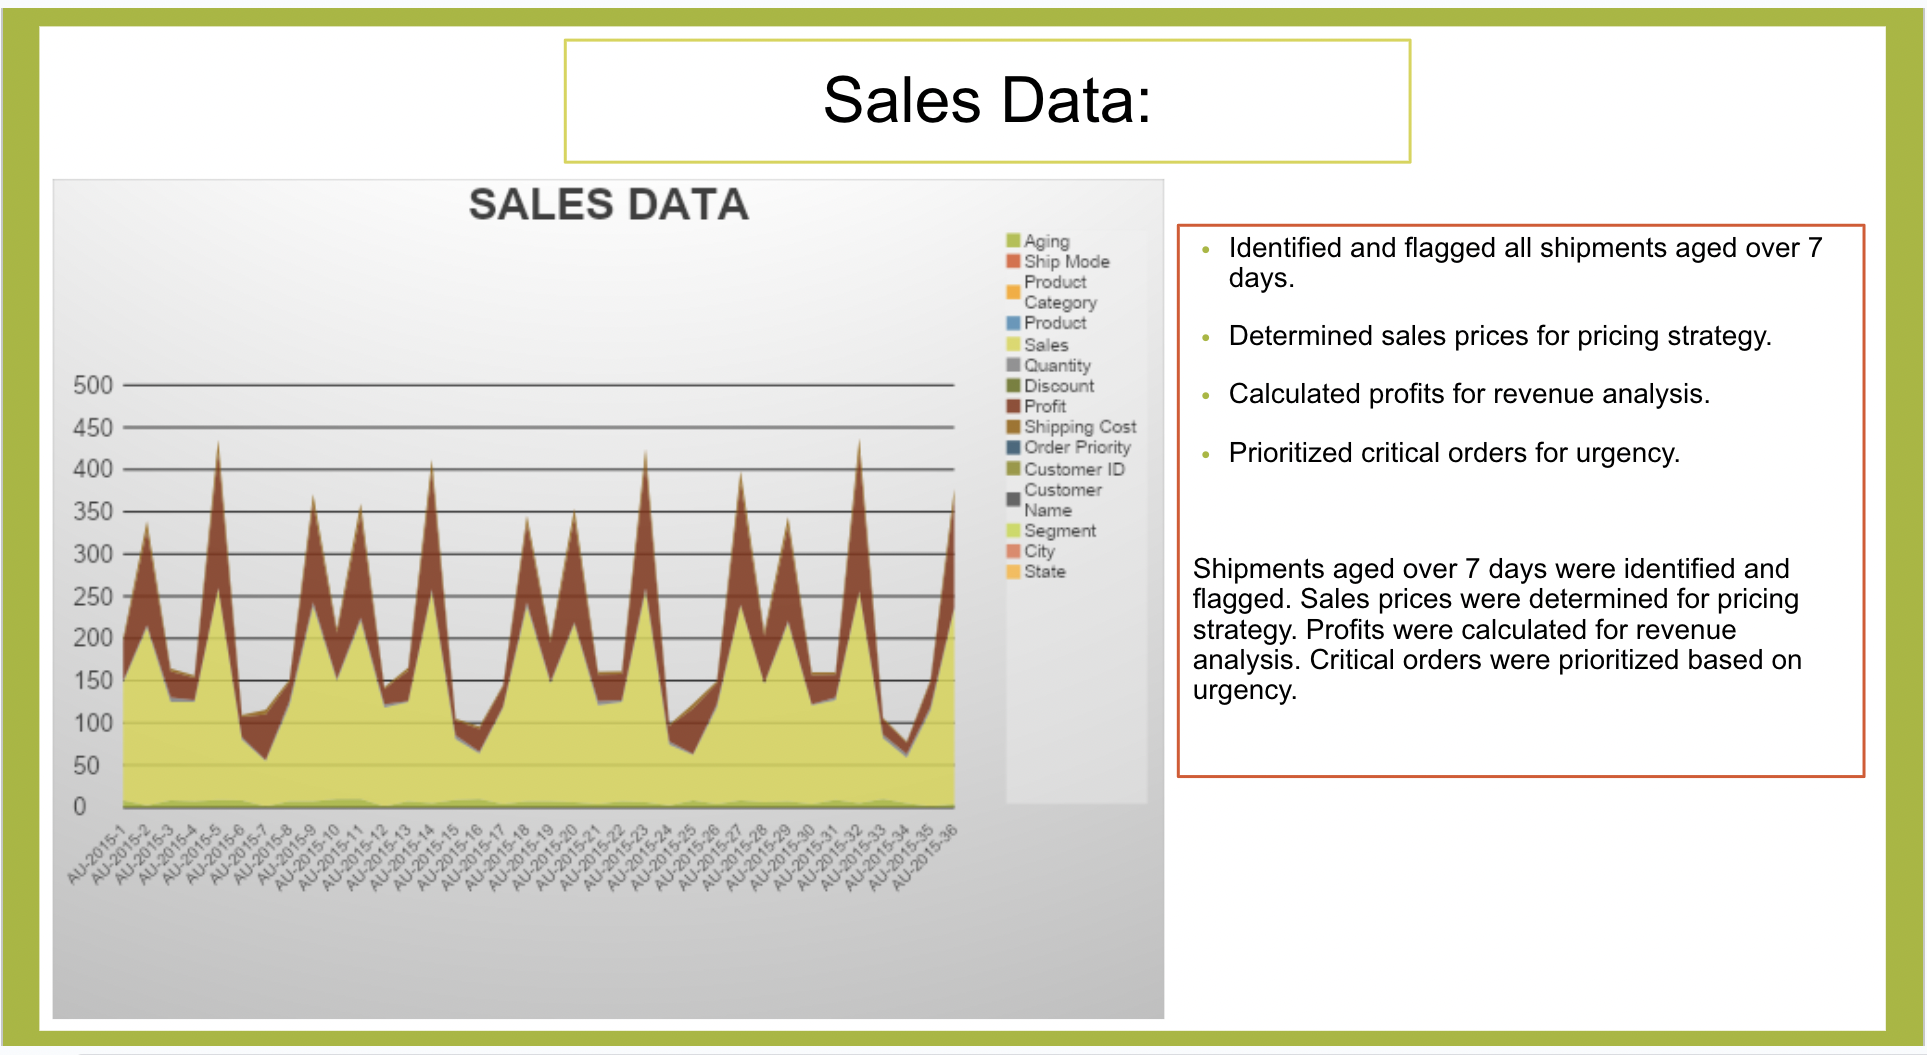 Sales Data:
SALES DATA
Aging
Ship Mode
Product
Category
Product
Sales
Quantity
Discount
Profit
Shipping Cost
Order Priority
Customer ID
Customer
Name
Segment
City
State
500
450
400
350
300
250
200
150
100
50
0
AU-2015-1
AU-2015-2
AU-2015-3
AU-2015-4
AU-2015-5
AU-2015-6
AU-2015-7
AU-2015-8
AU-2015-9
AU-2015-10
AU-2015-11
AU-2015-12
AU-2015-13
AU-2015-14
AU-2015-15
AU-2015-16
AU-2015-17
AU-2015-18
AU-2015-19
AU-2015-20
AU-2015-21
AU-2015-22
AU-2015-23
AU-2015-24
AU-2015-25
AU-2015-26
AU-2015-27
AU-2015-28
AU-2015-29
AU-2015-30
AU-2015-31
AU-2015-32
AU-2015-33
AU-2015-34
AU-2015-35
AU-2015-36
• Identified and flagged all shipments aged over 7
days.
• Determined sales prices for pricing strategy.
• Calculated profits for revenue analysis.
• Prioritized critical orders for urgency.
Shipments aged over 7 days were identified and
flagged. Sales prices were determined for pricing
strategy. Profits were calculated for revenue
analysis. Critical orders were prioritized based on
urgency.